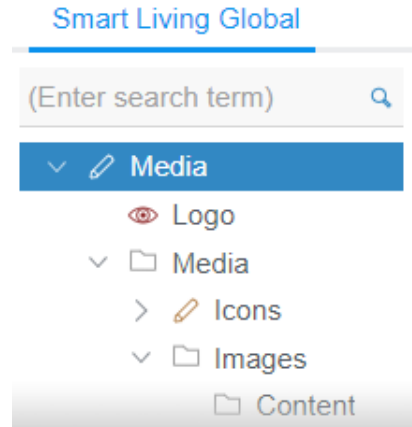 Smart Living Global
(Enter search term)
Media
Logo
Media
Icons
Images
Content